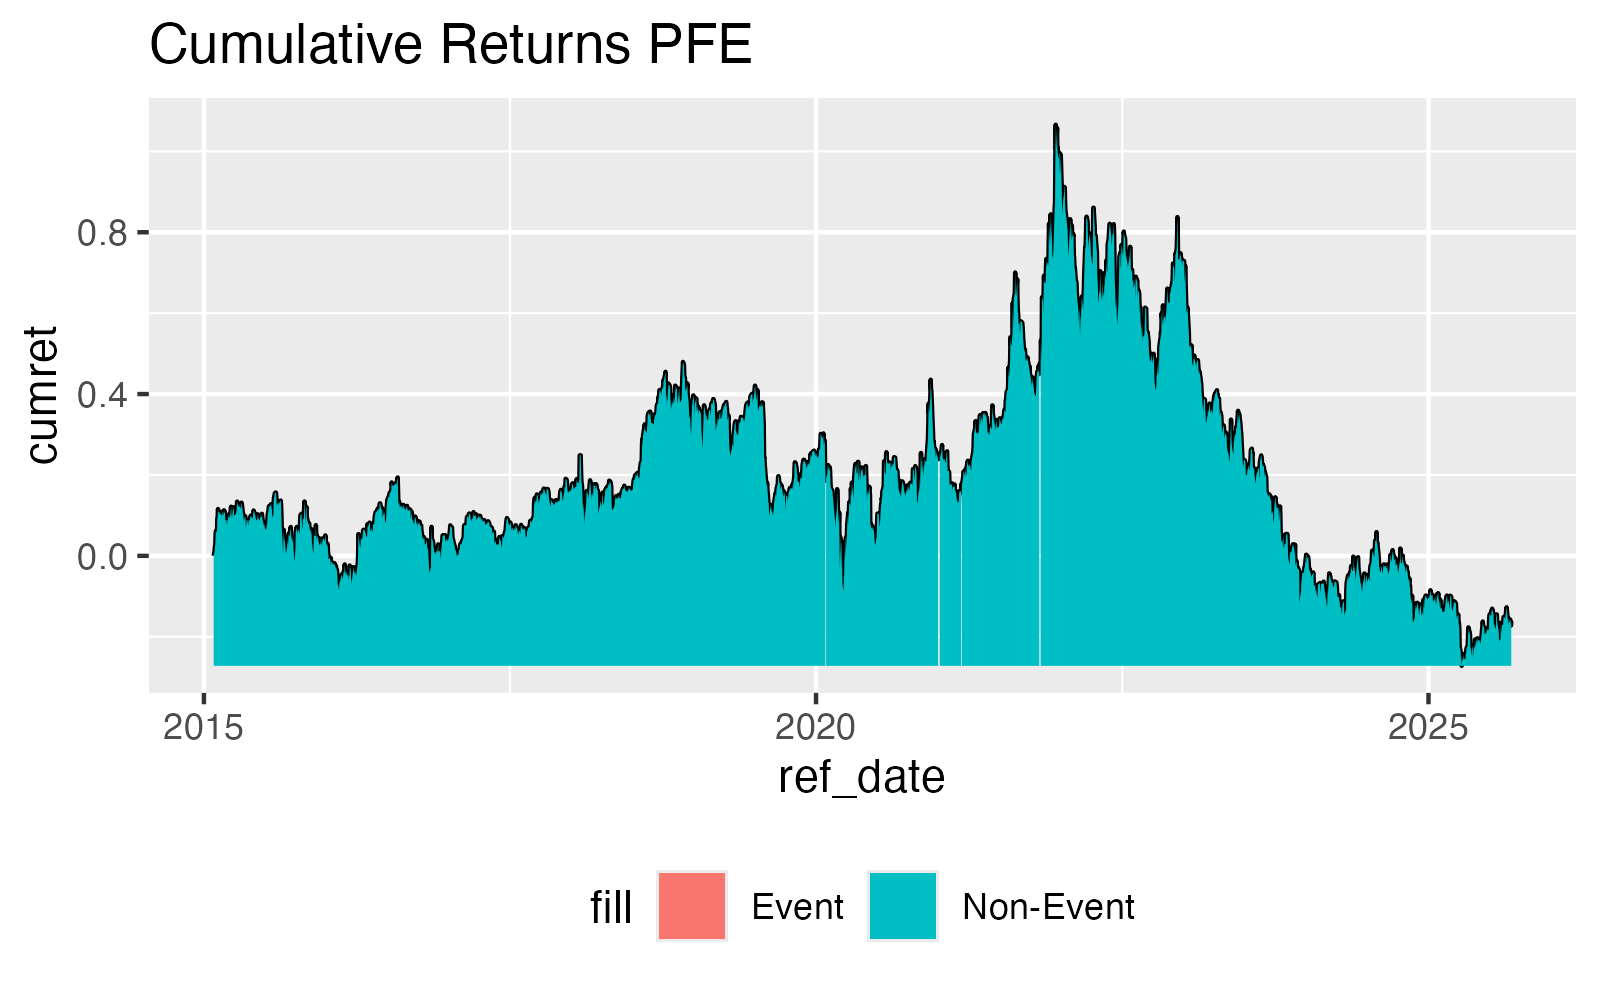 Cumulative Returns PFE
cumret
0.8
0.4
0.0
2015 2020 2025
ref_date
fill Event Non-Event